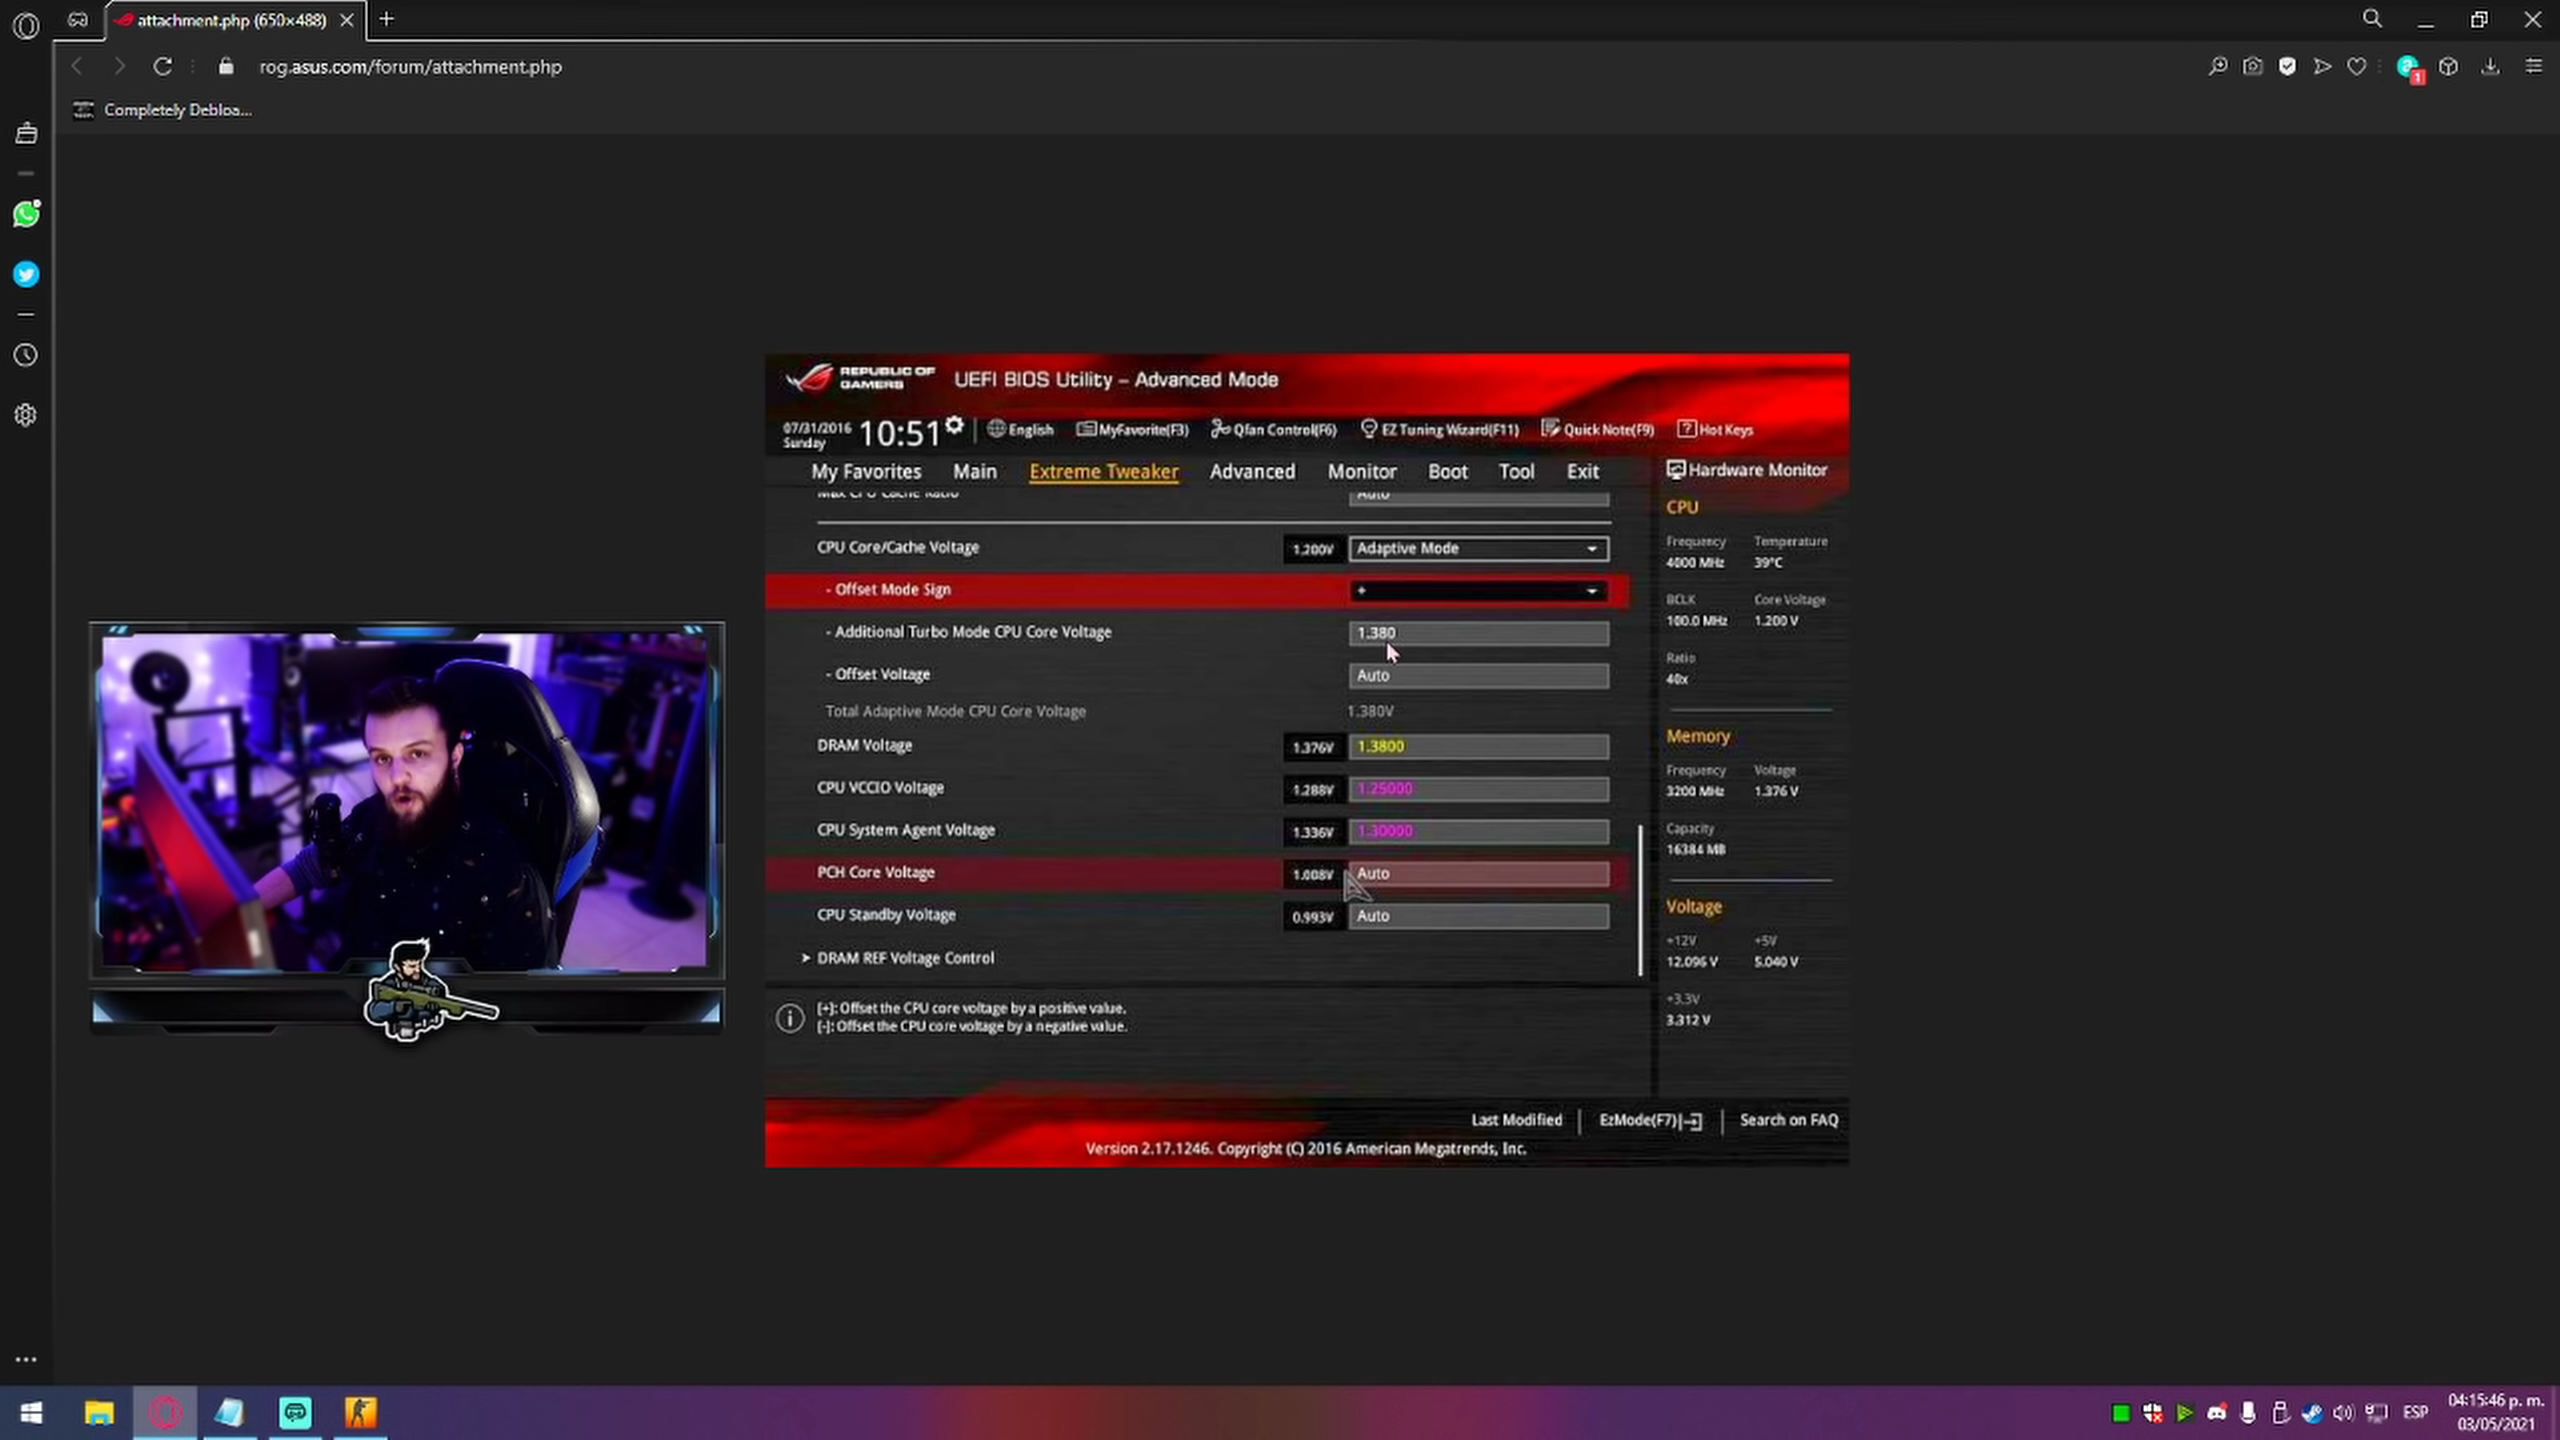 attachment.php (650×488)
rog.asus.com/forum/attachment.php
1
Completely Debloa...
REPUBLIC OF
GAMERS
UEFI BIOS Utility – Advanced Mode
07/31/2016
Sunday
10:51
English
MyFavorite(F3)
Qfan Control(F6)
EZ Tuning Wizard(F11)
Quick Note(F9)
? Hot Keys
My Favorites
Main
Extreme Tweaker
Advanced
Monitor
Boot
Tool
Exit
Max CPU Cache Ratio
Auto
CPU Core/Cache Voltage
1.200V
Adaptive Mode
- Offset Mode Sign
+
- Additional Turbo Mode CPU Core Voltage
1.380
- Offset Voltage
Auto
Total Adaptive Mode CPU Core Voltage
1.380V
DRAM Voltage
1.376V
1.3800
CPU VCCIO Voltage
1.288V
1.25000
CPU System Agent Voltage
1.336V
1.30000
PCH Core Voltage
1.008V
Auto
CPU Standby Voltage
0.993V
Auto
DRAM REF Voltage Control
[+]: Offset the CPU core voltage by a positive value.
[-]: Offset the CPU core voltage by a negative value.
Hardware Monitor
CPU
Frequency Temperature
4000 MHz 39°C
BCLK Core Voltage
100.0 MHz 1.200 V
Ratio
40x
Memory
Frequency Voltage
3200 MHz 1.376 V
Capacity
16384 MB
Voltage
+12V +5V
12.096 V 5.040 V
+3.3V
3.312 V
Last Modified
EzMode(F7)
Search on FAQ
Version 2.17.1246. Copyright (C) 2016 American Megatrends, Inc.
ESP
04:15:46 p. m.
03/05/2021